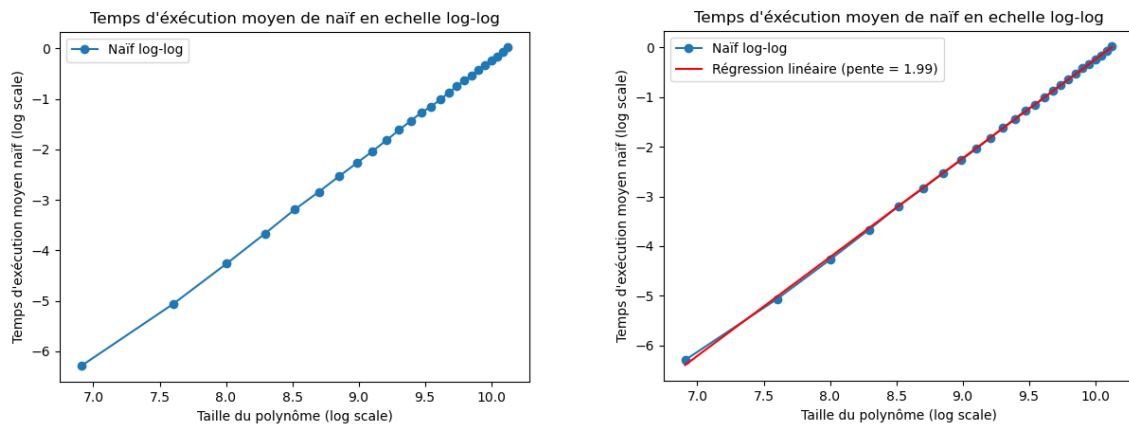 Temps d'éxécution moyen de naïf en echelle log-log
Naïf log-log
0
−1
−2
−3
−4
−5
−6
Temps d'exécution moyen naïf (log scale)
7.0 7.5 8.0 8.5 9.0 9.5 10.0
Taille du polynôme (log scale)
Temps d'éxécution moyen de naïf en echelle log-log
Naïf log-log
Régression linéaire (pente = 1.99)
0
−1
−2
−3
−4
−5
−6
Temps d'exécution moyen naïf (log scale)
7.0 7.5 8.0 8.5 9.0 9.5 10.0
Taille du polynôme (log scale)